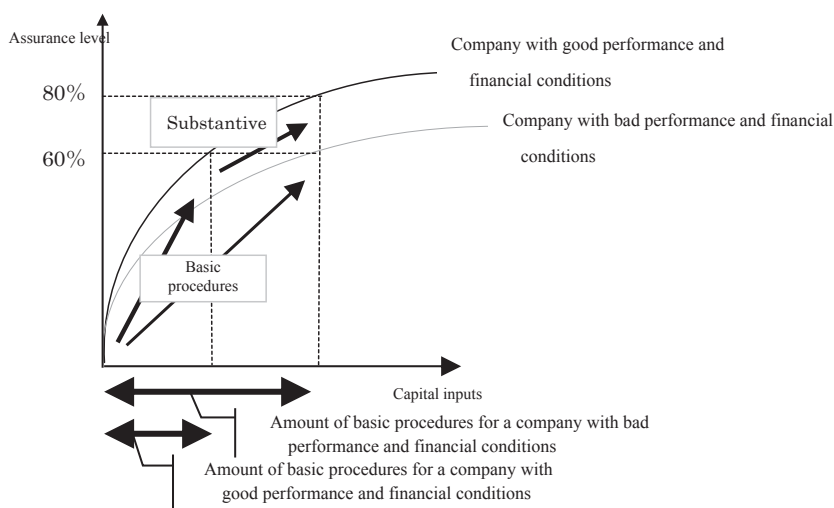 Assurance level
Company with good performance and
financial conditions
80%
Substantive
Company with bad performance and financial
conditions
60%
Basic
procedures
Capital inputs
Amount of basic procedures for a company with bad
performance and financial conditions
Amount of basic procedures for a company with
good performance and financial conditions